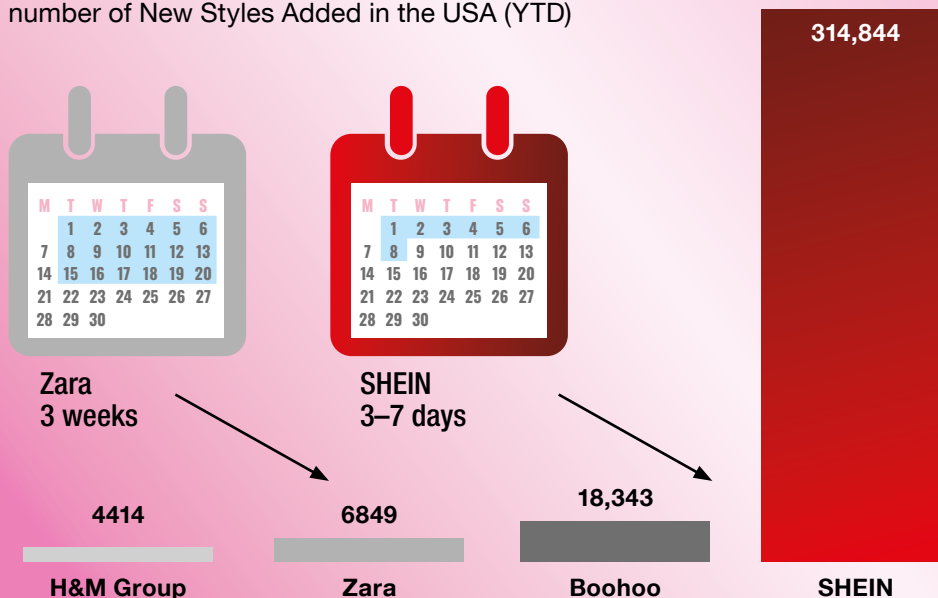 number of New Styles Added in the USA (YTD)
314,844
M T W T F S S
1 2 3 4 5 6
7 8 9 10 11 12 13
14 15 16 17 18 19 20
21 22 23 24 25 26 27
28 29 30
Zara
3 weeks
M T W T F S S
1 2 3 4 5 6
7 8 9 10 11 12 13
14 15 16 17 18 19 20
21 22 23 24 25 26 27
28 29 30
SHEIN
3–7 days
4414
6849
18,343
H&M Group
Zara
Boohoo
SHEIN